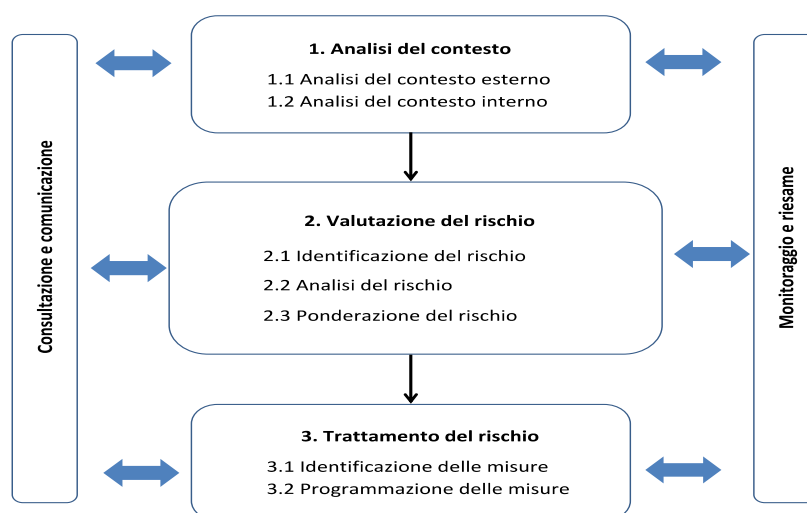 Consultazione e comunicazione
1. Analisi del contesto
1.1 Analisi del contesto esterno
1.2 Analisi del contesto interno
2. Valutazione del rischio
2.1 Identificazione del rischio
2.2 Analisi del rischio
2.3 Ponderazione del rischio
3. Trattamento del rischio
3.1 Identificazione delle misure
3.2 Programmazione delle misure
Monitoraggio e riesame